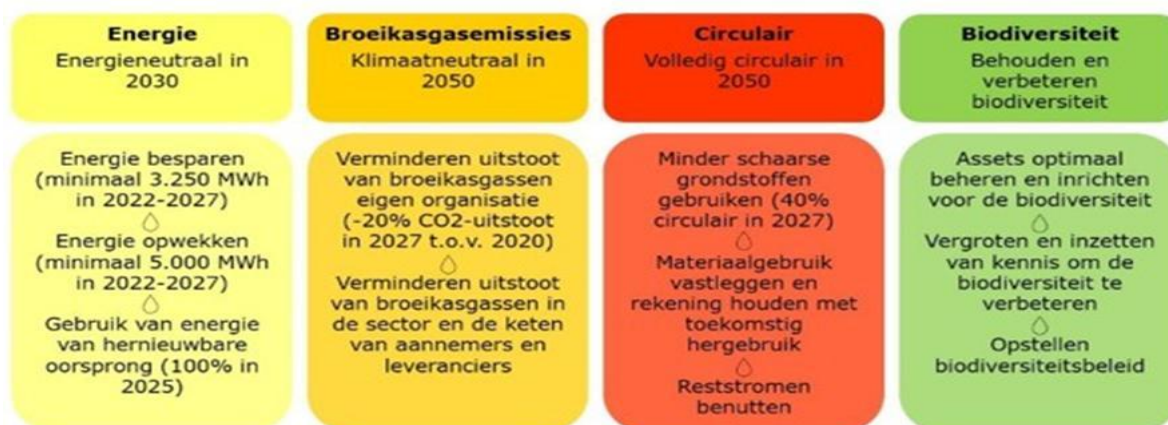 Energie
Energieneutraal in
2030
Broeikasgasemissies
Klimaatneutraal in
2050
Circulair
Volledig circulair in
2050
Biodiversiteit
Behouden en
verbeteren
biodiversiteit
Energie besparen
(minimaal 3.250 MWh
in 2022-2027)
Energie opwekken
(minimaal 5.000 MWh
in 2022-2027)
Gebruik van energie
van hernieuwbare
oorsprong (100% in
2025)
Verminderen uitstoot
van broeikasgassen
eigen organisatie
(-20% CO2-uitstoot
in 2027 t.o.v. 2020)
Verminderen uitstoot
van broeikasgassen in
de sector en de keten
van aannemers en
leveranciers
Minder schaarse
grondstoffen
gebruiken (40%
circulair in 2027)
Materiaalgebruik
vastleggen en
rekening houden met
toekomstig
hergebruik
Reststromen
benutten
Assets optimaal
beheren en inrichten
voor de biodiversiteit
Vergroten en inzetten
van kennis om de
biodiversiteit te
verbeteren
Opstellen
biodiversiteitsbeleid